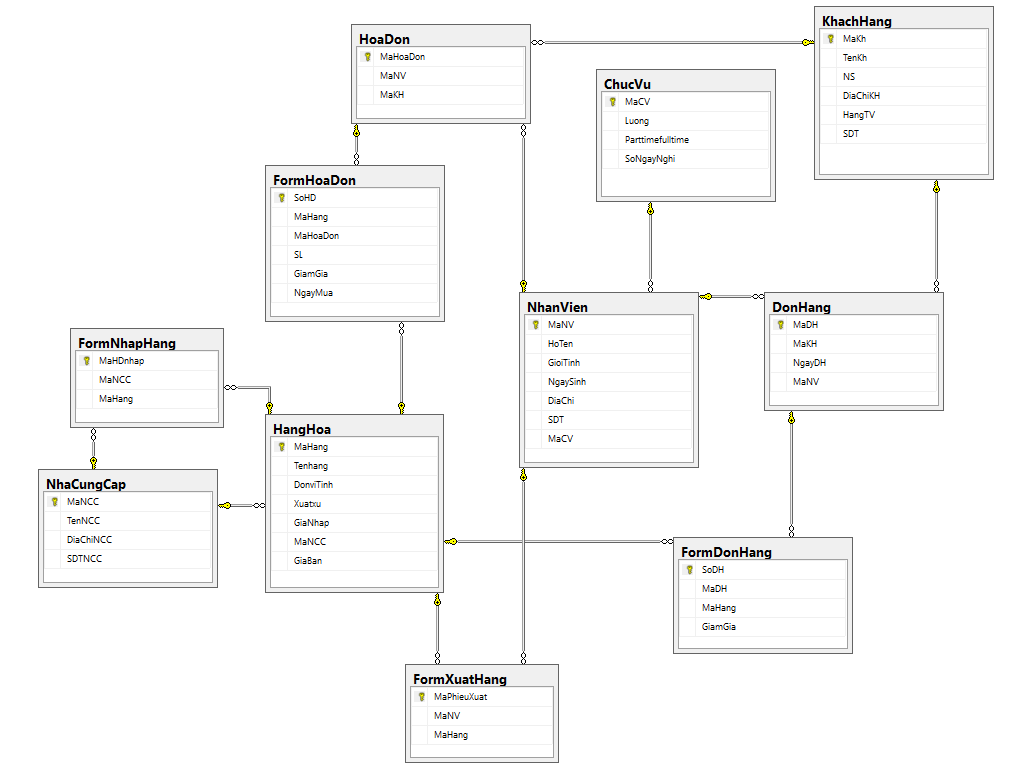 HoaDon
MaHoaDon
MaNV
MaKH
KhachHang
MaKh
TenKh
NS
DiaChiKH
HangTV
SDT
ChucVu
MaCV
Luong
Parttimefulltime
SoNgayNghi
FormHoaDon
SoHD
MaHang
MaHoaDon
SL
GiamGia
NgayMua
NhanVien
MaNV
HoTen
GioiTinh
NgaySinh
DiaChi
SDT
MaCV
DonHang
MaDH
MaKH
NgayDH
MaNV
FormNhapHang
MaHDnhap
MaNCC
MaHang
HangHoa
MaHang
Tenhang
DonviTinh
Xuatxu
GiaNhap
MaNCC
GiaBan
NhaCungCap
MaNCC
TenNCC
DiaChiNCC
SDTNCC
FormDonHang
SoDH
MaDH
MaHang
GiamGia
FormXuatHang
MaPhieuXuat
MaNV
MaHang